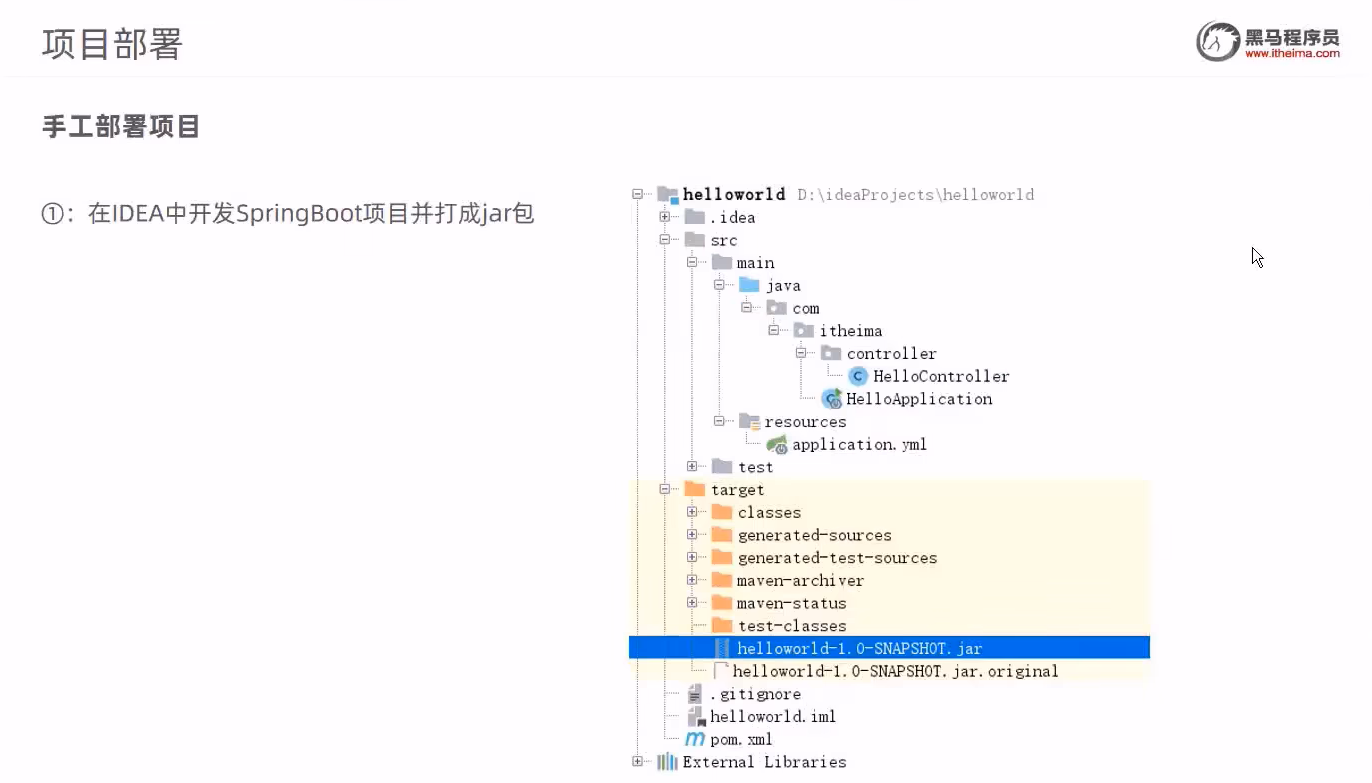 项目部署
黑马程序员
www.itheima.com
手工部署项目
①：在IDEA中开发SpringBoot项目并打成jar包
helloworld D:\ideaProjects\helloworld
.idea
src
main
java
com
itheima
controller
HelloController
HelloApplication
resources
application.yml
test
target
classes
generated-sources
generated-test-sources
maven-archiver
maven-status
test-classes
helloworld-1.0-SNAPSHOT.jar
helloworld-1.0-SNAPSHOT.jar.original
.gitignore
helloworld.iml
pom.xml
External Libraries